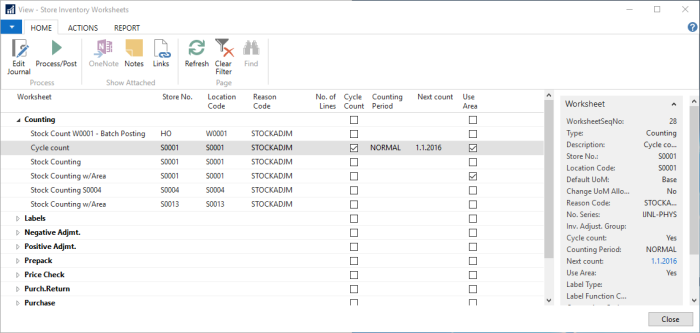 View - Store Inventory Worksheets
HOME ACTIONS REPORT
Edit Journal
Process/Post
OneNote
Notes
Links
Refresh
Clear Filter
Find
Process
Show Attached
Page
Worksheet Store No. Location Code Reason Code No. of Lines Cycle Count Counting Period Next count Use Area
Counting
Stock Count W0001 - Batch Posting HO W0001 STOCKADJM
Cycle count S0001 S0001 STOCKADJM NORMAL 1.1.2016
Stock Counting S0001 S0001 STOCKADJM
Stock Counting w/Area S0001 S0001 STOCKADJM
Stock Counting S0004 S0004 S0004 STOCKADJM
Stock Counting w/Area S0013 S0013 STOCKADJM
Labels
Negative Adjmt.
Positive Adjmt.
Prepack
Price Check
Purch.Return
Purchase
Worksheet
WorksheetSeqNo: 28
Type: Counting
Description: Cycle co...
Store No.: S0001
Location Code: S0001
Default UoM: Base
Change UoM Allo... No
Reason Code: STOCKA...
No. Series: IJNL-PHYS
Inv. Adjust. Group:
Cycle count: Yes
Counting Period: NORMAL
Next count: 1.1.2016
Use Area: Yes
Label Type:
Label Function C...
Close